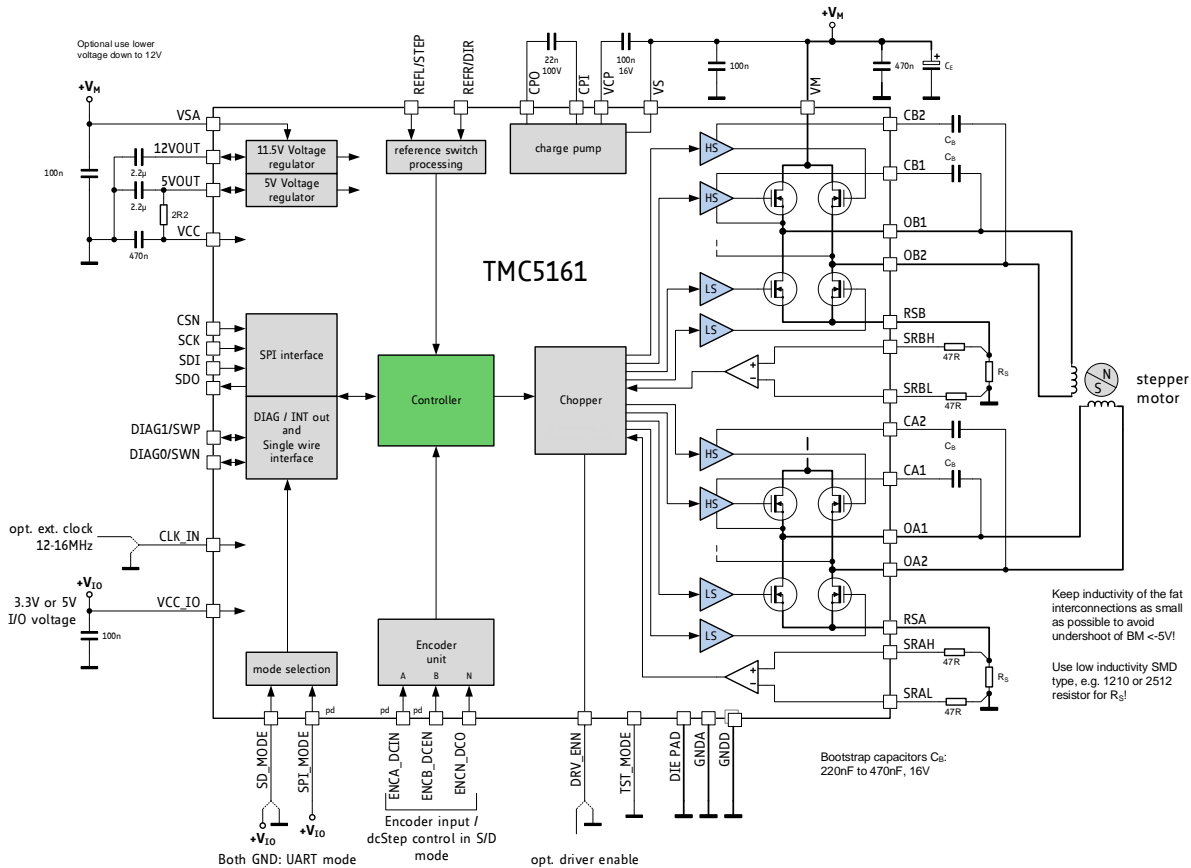 +VM
Optional use lower
voltage down to 12V
+VM
REFL/STEP
REFR/DIR
CPO
22n
100V
CPI
VCP
100n
16V
VS
100n
VM
470n
CE
+
VSA
12VOUT
2.2µ
5VOUT
2.2µ
2R2
100n
VCC
470n
11.5V Voltage
regulator
5V Voltage
regulator
reference switch
processing
charge pump
TMC5161
HS
HS
LS
LS
CB2
CB
CB
CB1
OB1
OB2
RSB
SRBH
47R
RS
SRBL
47R
+
-
N
S
stepper
motor
CSN
SCK
SDI
SDO
SPI interface
DIAG / INT out
and
Single wire
interface
DIAG1/SWP
DIAG0/SWN
Controller
Chopper
HS
HS
LS
LS
CA2
CB
CA1
CB
OA1
OA2
RSA
SRAH
47R
RS
SRAL
47R
+
-
opt. ext. clock
12-16MHz
CLK_IN
+VIO
3.3V or 5V
I/O voltage
VCC_IO
100n
mode selection
Encoder
unit
A B N
pd
pd
pd
SD_MODE
SPI_MODE
ENCA_DCIN
ENCB_DCEN
ENCN_DCO
DRV_ENN
TST_MODE
DIE PAD
GNDA
GNDD
+VIO
+VIO
Both GND: UART mode
Encoder input /
dcStep control in S/D
mode
opt. driver enable
Keep inductivity of the fat
interconnections as small
as possible to avoid
undershoot of BM <-5V!
Use low inductivity SMD
type, e.g. 1210 or 2512
resistor for RS!
Bootstrap capacitors CB:
220nF to 470nF, 16V